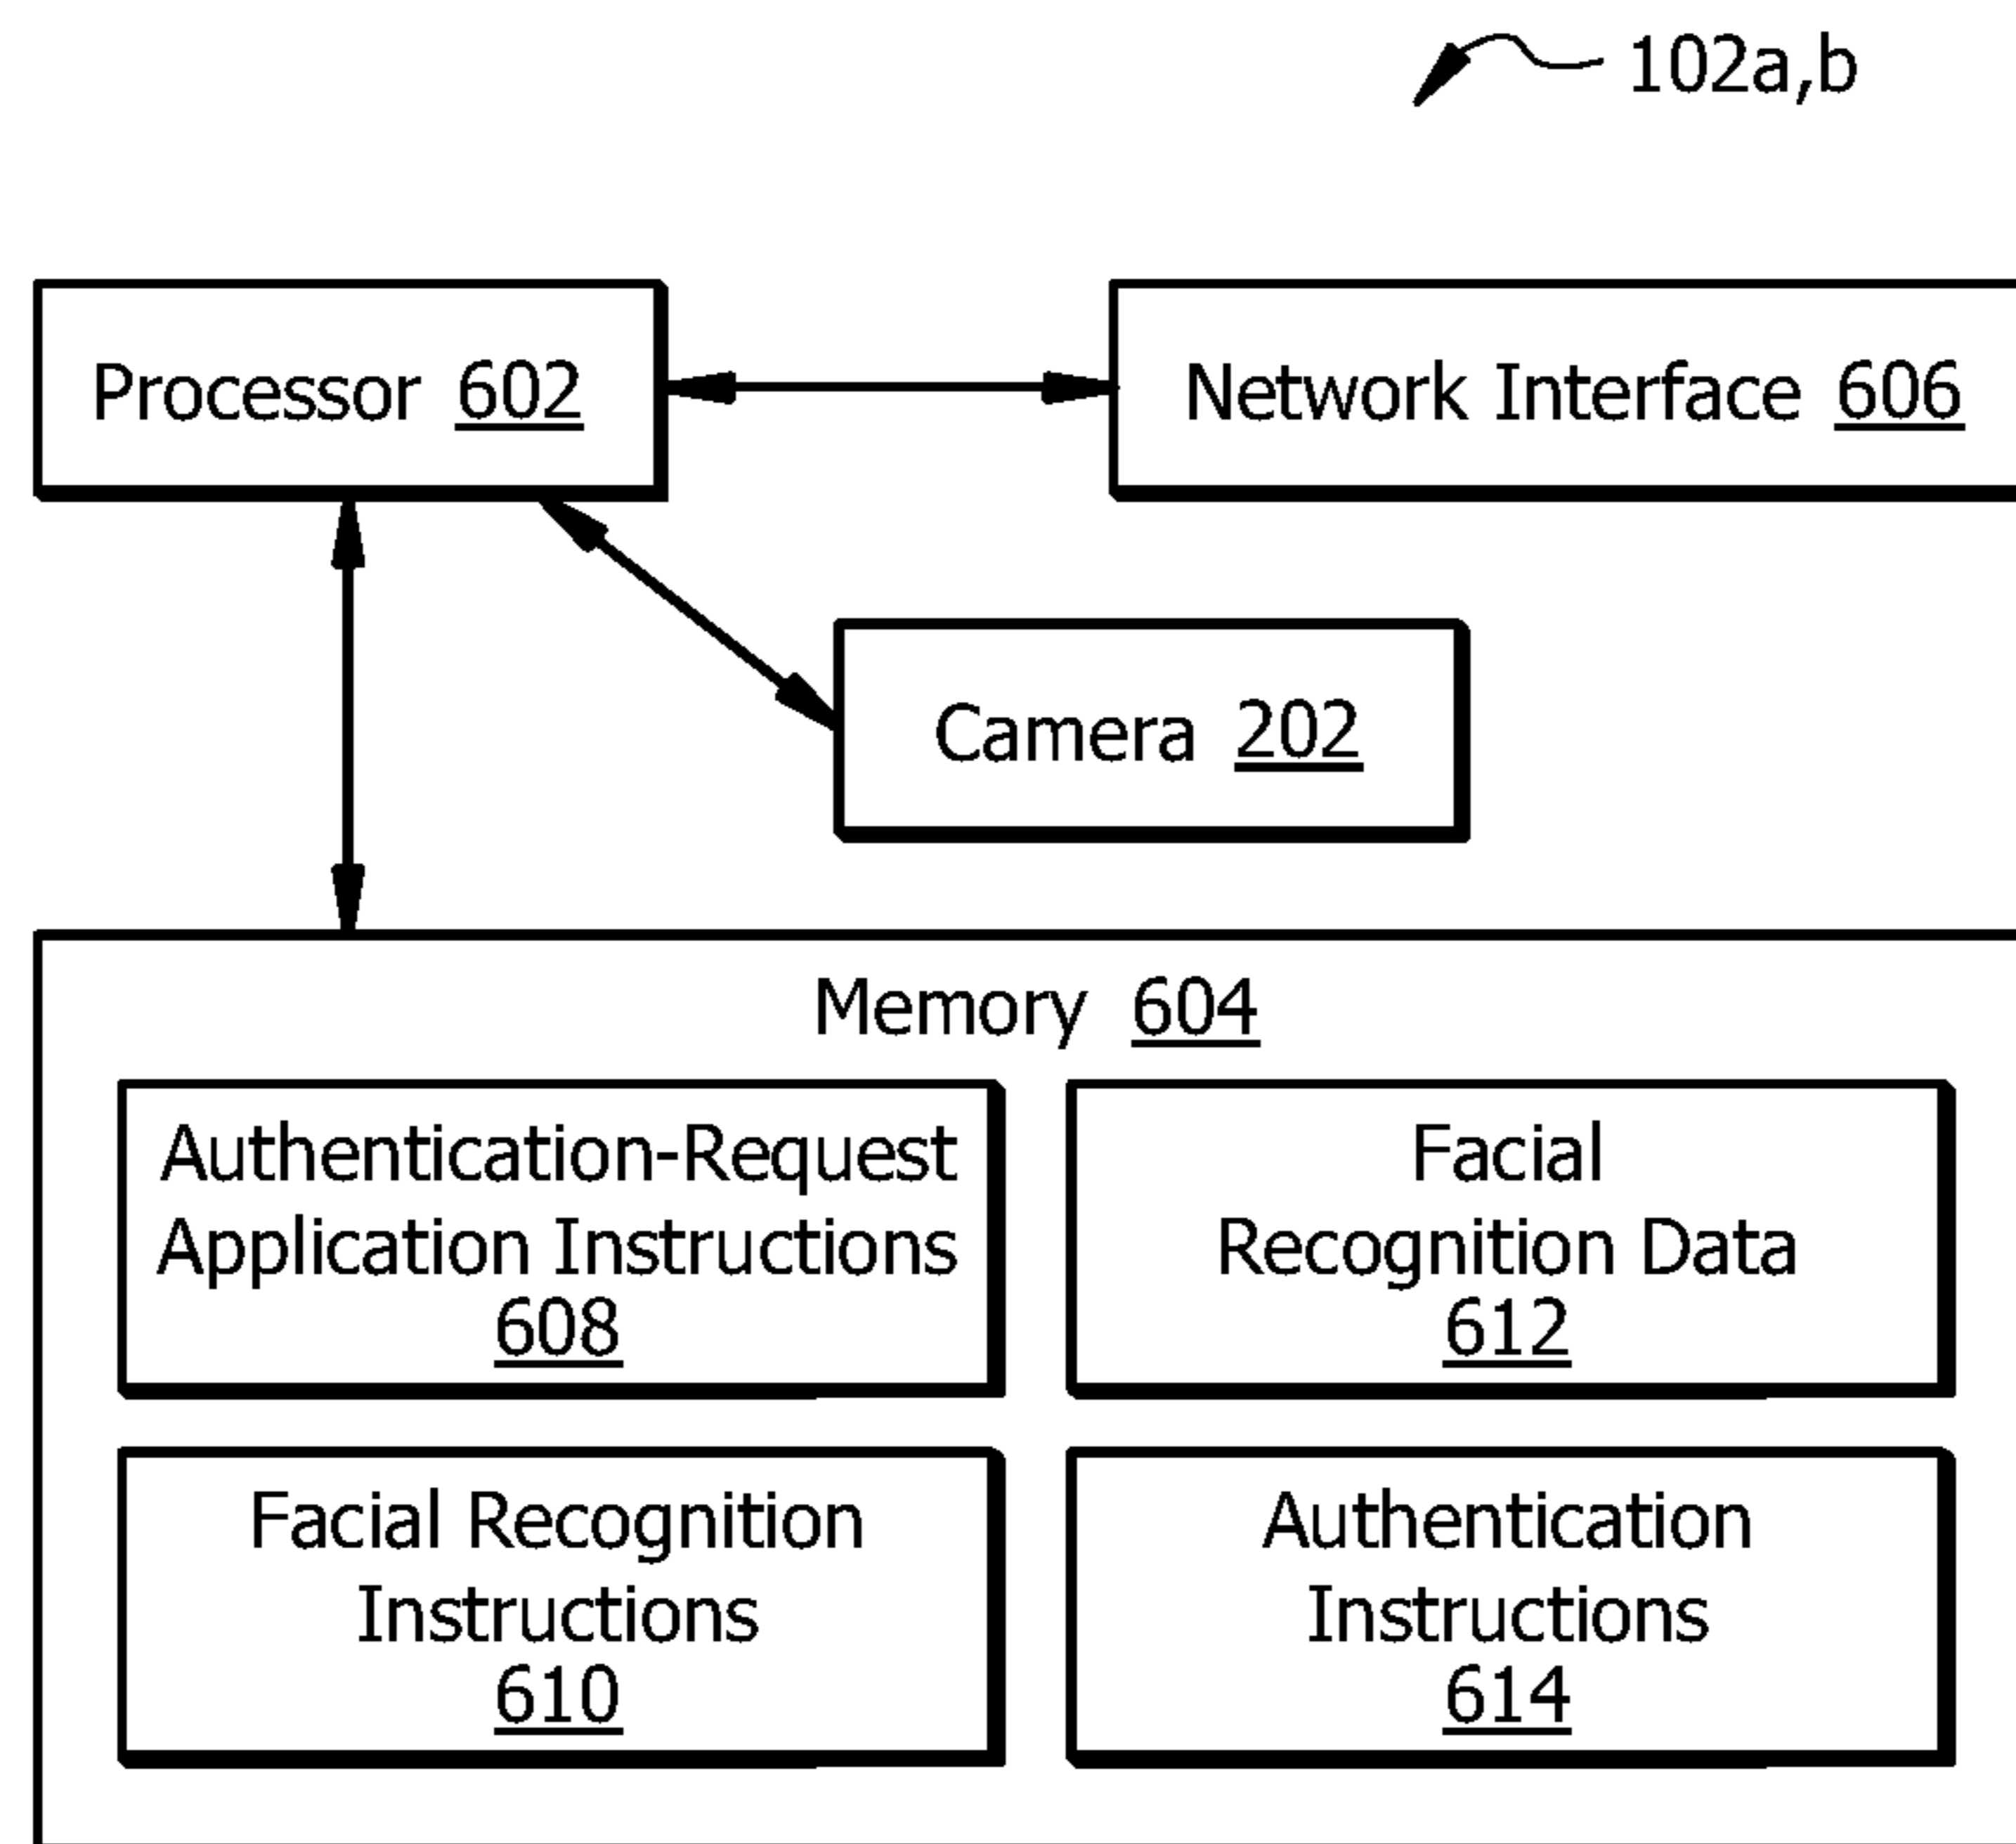 102a,b
Processor 602
Network Interface 606
Camera 202
Memory 604
Authentication-Request
Application Instructions
608
Facial
Recognition Data
612
Facial Recognition
Instructions
610
Authentication
Instructions
614